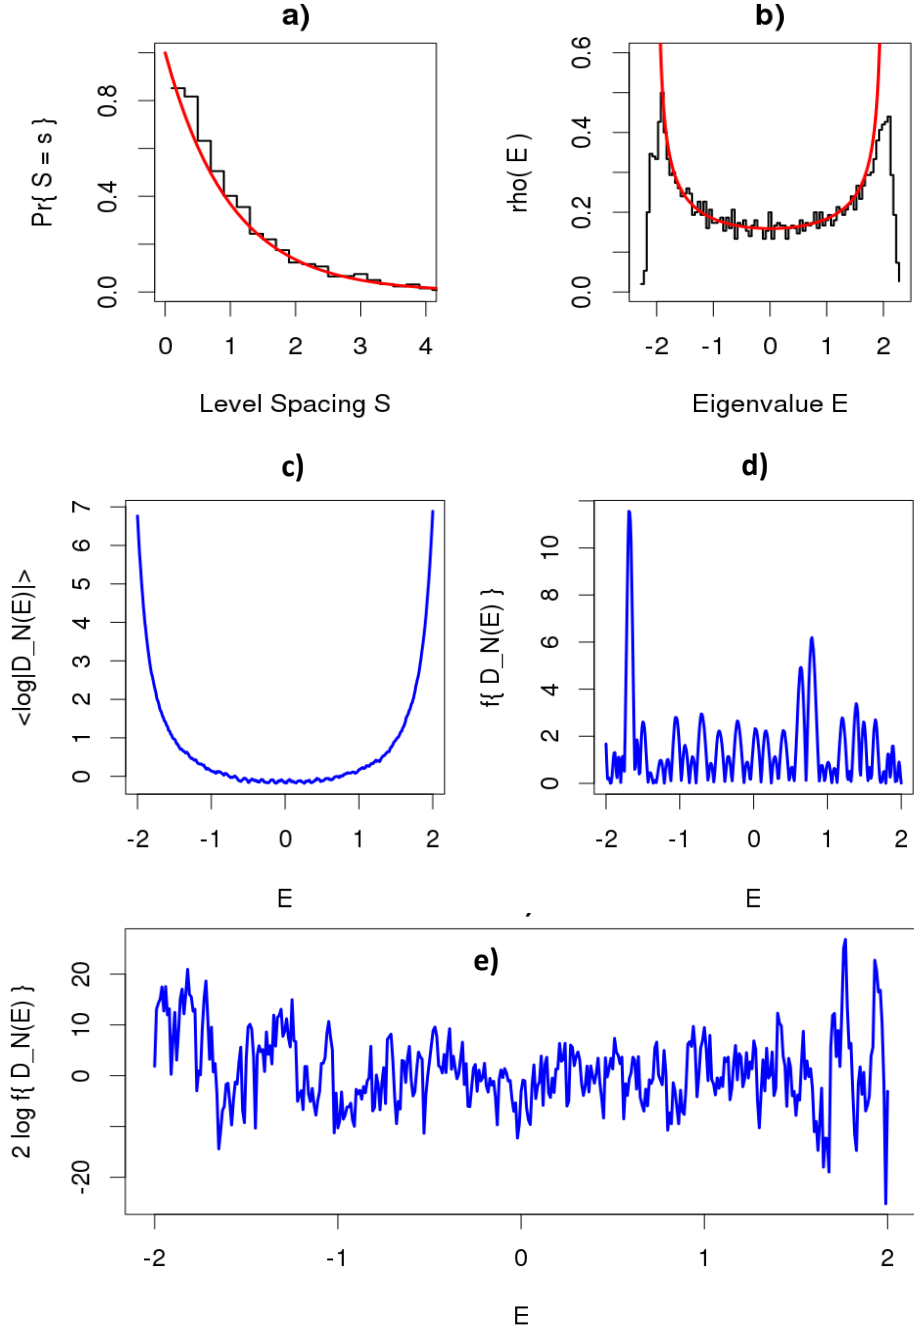 a)
Pr{ S = s }
0.0 0.4 0.8
0 1 2 3 4
Level Spacing S
b)
rho( E )
0.0 0.2 0.4 0.6
-2 -1 0 1 2
Eigenvalue E
c)
<log|D_N(E)|>
0 1 2 3 4 5 6 7
-2 -1 0 1 2
E
d)
f{ D_N(E) }
0 2 4 6 8 10
-2 -1 0 1 2
E
e)
2 log f{ D_N(E) }
-20 0 10 20
-2 -1 0 1 2
E